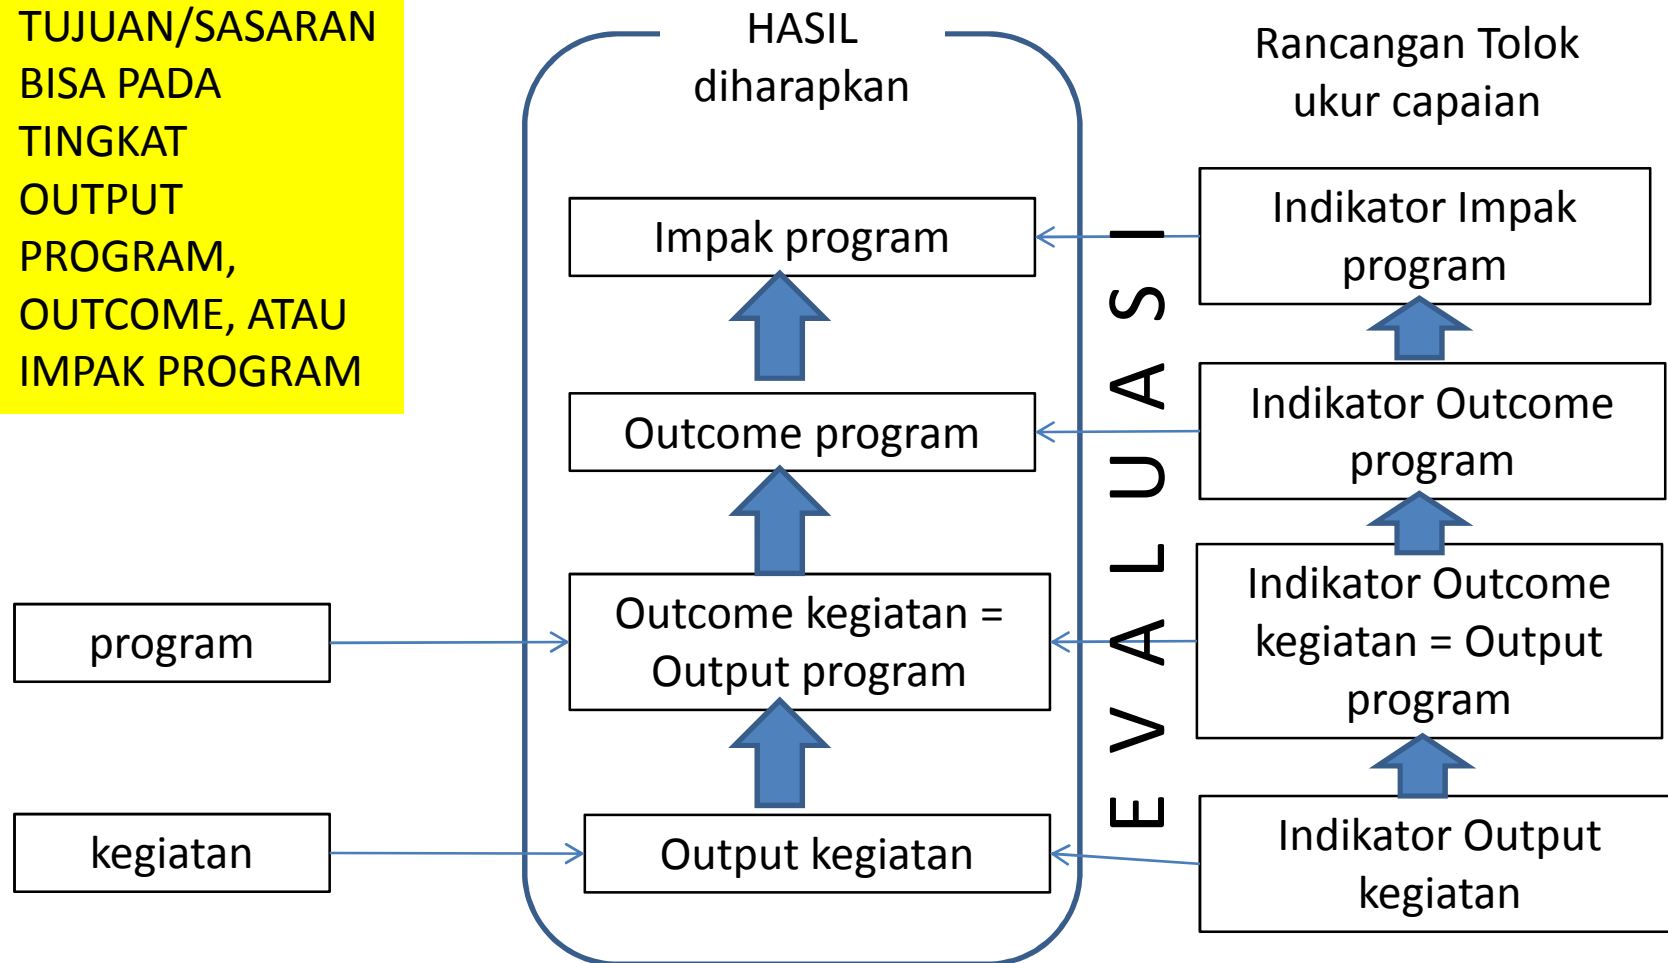 TUJUAN/SASARAN
BISA PADA
TINGKAT
OUTPUT
PROGRAM,
OUTCOME, ATAU
IMPAK PROGRAM
HASIL
diharapkan
Rancangan Tolok
ukur capaian
Impak program
Outcome program
Outcome kegiatan =
Output program
Output kegiatan
program
kegiatan
E V A L U A S I
Indikator Impak
program
Indikator Outcome
program
Indikator Outcome
kegiatan = Output
program
Indikator Output
kegiatan